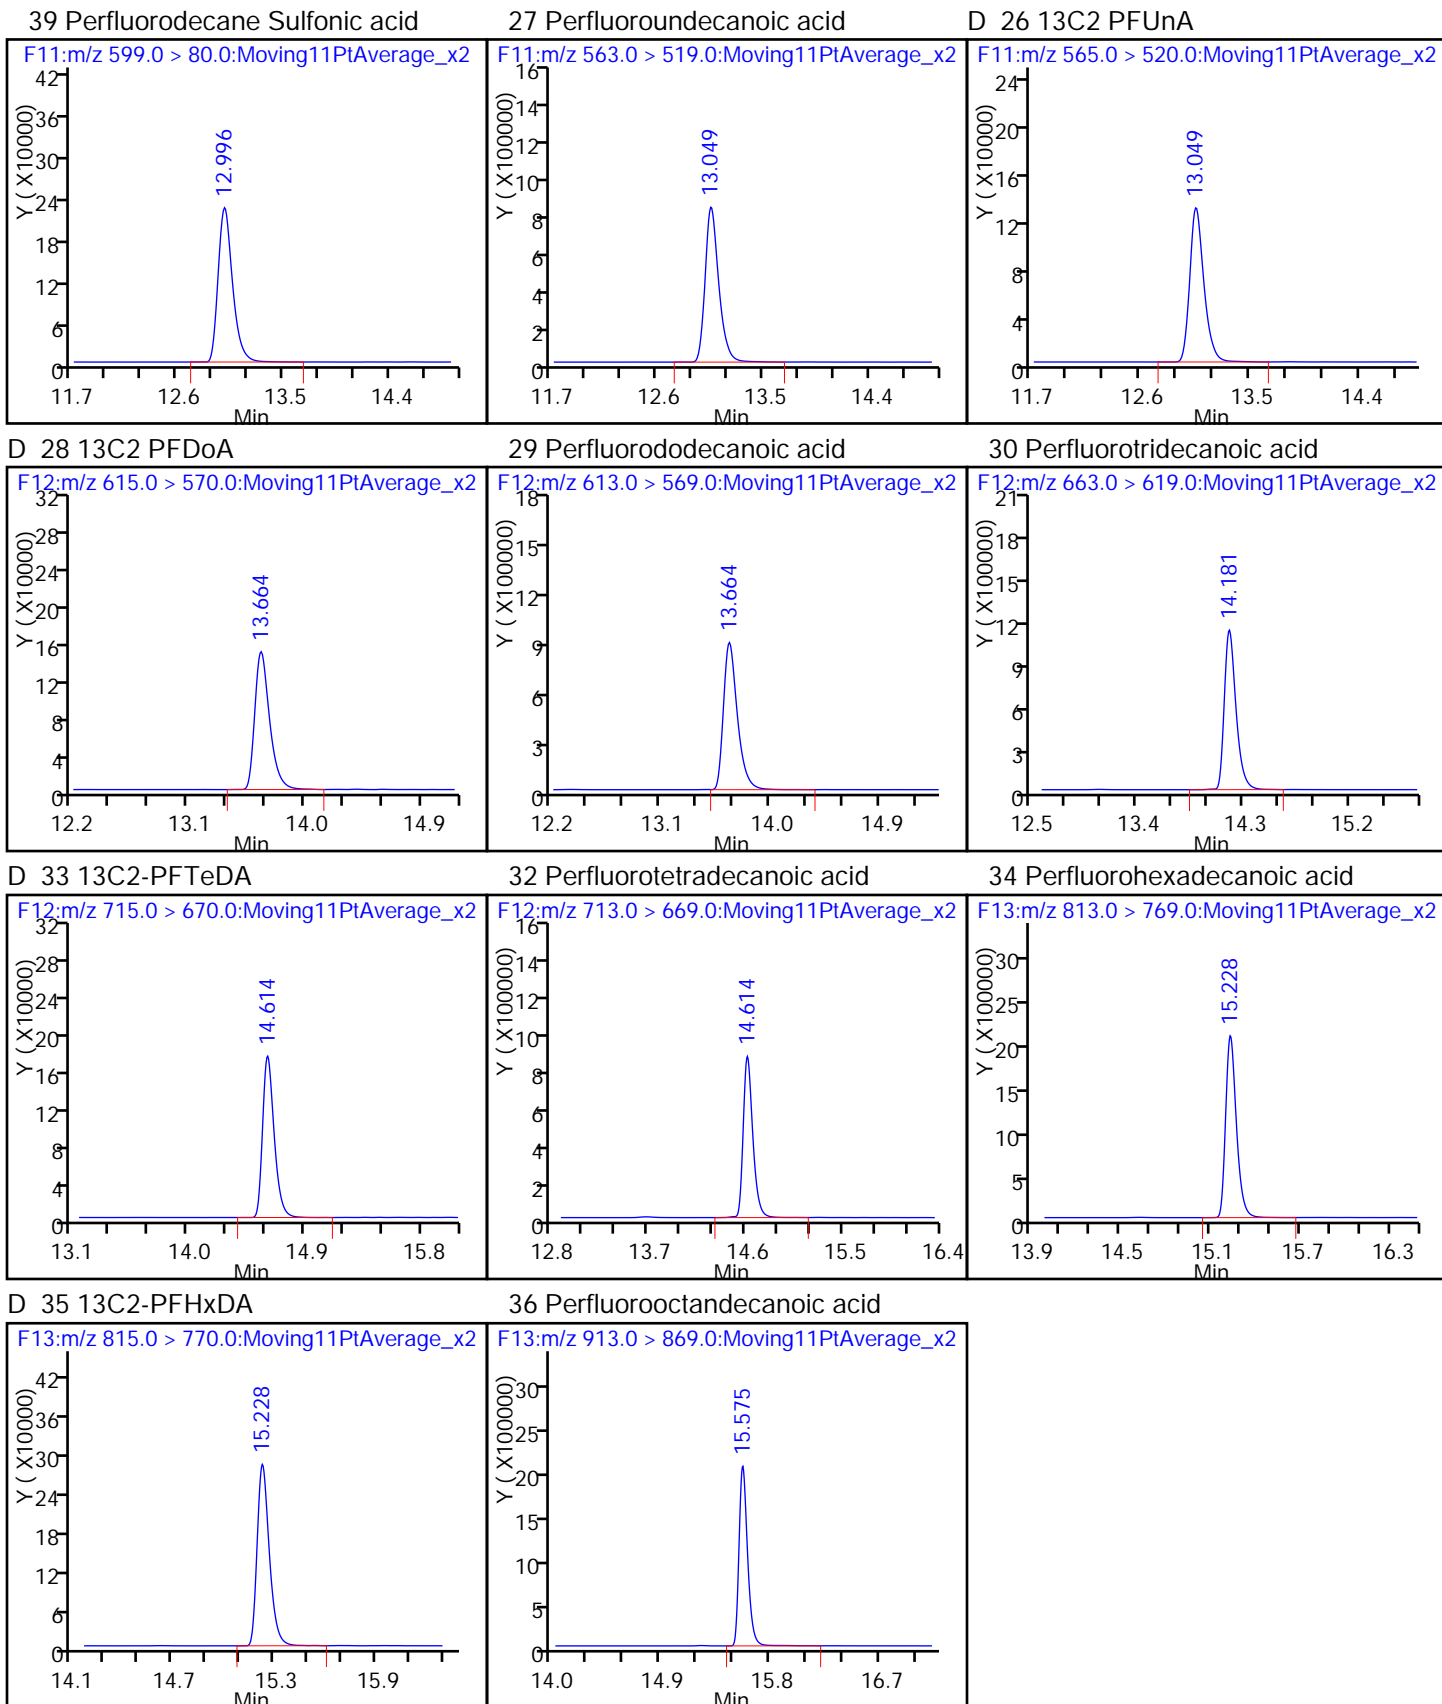 39 Perfluorodecane Sulfonic acid
F11:m/z 599.0 > 80.0:Moving11PtAverage_x2
Y ( X10000)
42
36
30
24
18
12
6
0
12.996
11.7 12.6 13.5 14.4
Min
27 Perfluoroundecanoic acid
F11:m/z 563.0 > 519.0:Moving11PtAverage_x2
Y ( X100000)
16
14
12
10
8
6
4
2
0
13.049
11.7 12.6 13.5 14.4
Min
D 26 13C2 PFUnA
F11:m/z 565.0 > 520.0:Moving11PtAverage_x2
Y ( X10000)
24
20
16
12
8
4
0
13.049
11.7 12.6 13.5 14.4
Min
D 28 13C2 PFDoA
F12:m/z 615.0 > 570.0:Moving11PtAverage_x2
Y ( X10000)
32
28
24
20
16
12
8
4
0
13.664
12.2 13.1 14.0 14.9
Min
29 Perfluorododecanoic acid
F12:m/z 613.0 > 569.0:Moving11PtAverage_x2
Y ( X100000)
18
15
12
9
6
3
0
13.664
12.2 13.1 14.0 14.9
Min
30 Perfluorotridecanoic acid
F12:m/z 663.0 > 619.0:Moving11PtAverage_x2
Y ( X100000)
21
18
15
12
9
6
3
0
14.181
12.5 13.4 14.3 15.2
Min
D 33 13C2-PFTeDA
F12:m/z 715.0 > 670.0:Moving11PtAverage_x2
Y ( X10000)
32
28
24
20
16
12
8
4
0
14.614
13.1 14.0 14.9 15.8
Min
32 Perfluorotetradecanoic acid
F12:m/z 713.0 > 669.0:Moving11PtAverage_x2
Y ( X100000)
16
14
12
10
8
6
4
2
0
14.614
12.8 13.7 14.6 15.5 16.4
Min
34 Perfluorohexadecanoic acid
F13:m/z 813.0 > 769.0:Moving11PtAverage_x2
Y ( X100000)
30
25
20
15
10
5
0
15.228
13.9 14.5 15.1 15.7 16.3
Min
D 35 13C2-PFHxDA
F13:m/z 815.0 > 770.0:Moving11PtAverage_x2
Y ( X10000)
42
36
30
24
18
12
6
0
15.228
14.1 14.7 15.3 15.9
Min
36 Perfluorooctandecanoic acid
F13:m/z 913.0 > 869.0:Moving11PtAverage_x2
Y ( X100000)
30
25
20
15
10
5
0
15.575
14.0 14.9 15.8 16.7
Min